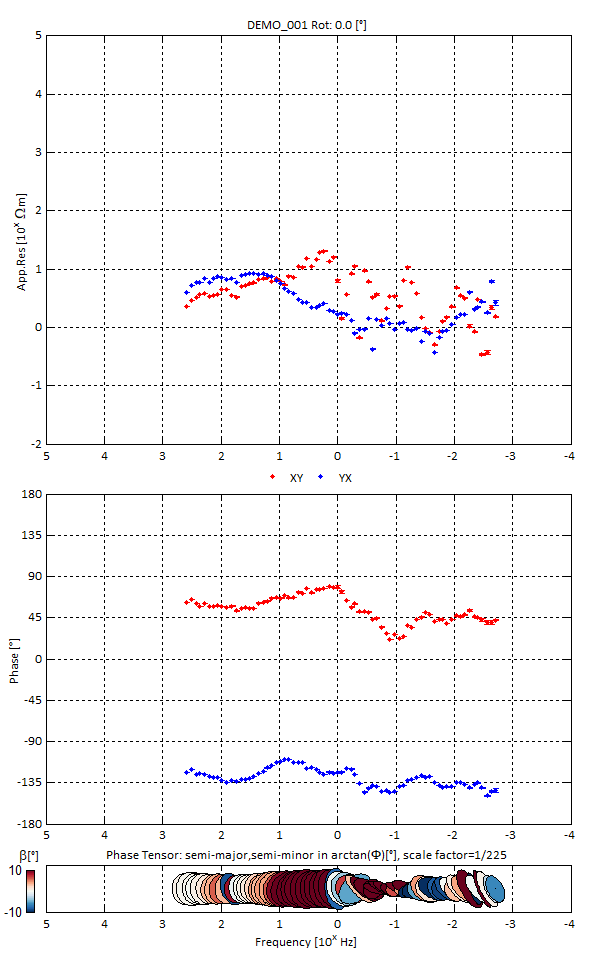 DEMO_001 Rot: 0.0 [°]
App.Res [10^x Ωm]
5
4
3
2
1
0
-1
-2
5 4 3 2 1 0 -1 -2 -3 -4
XY YX
Phase [°]
180
135
90
45
0
-45
-90
-135
-180
5 4 3 2 1 0 -1 -2 -3 -4
β[°] Phase Tensor: semi-major,semi-minor in arctan(Φ)[°], scale factor=1/225
10
-10
5 4 3 2 1 0 -1 -2 -3 -4
Frequency [10^x Hz]